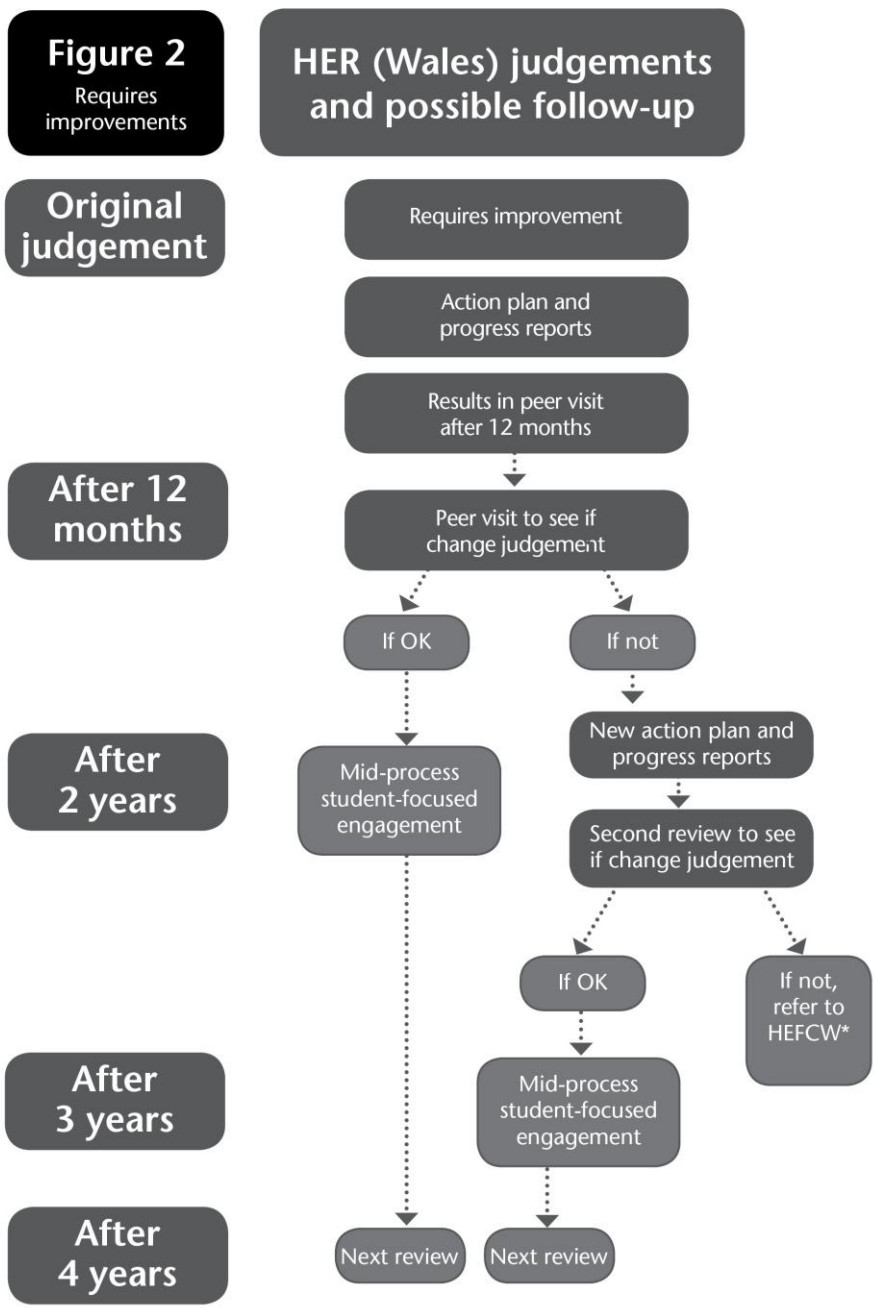 Figure 2
Requires
improvements
HER (Wales) judgements
and possible follow-up
Original
judgement
Requires improvement
Action plan and
progress reports
Results in peer visit
after 12 months
After 12
months
Peer visit to see if
change judgement
If OK
If not
After
2 years
Mid-process
student-focused
engagement
New action plan and
progress reports
Second review to see
if change judgement
If OK
If not,
refer to
HEFCW*
After
3 years
Mid-process
student-focused
engagement
After
4 years
Next review
Next review